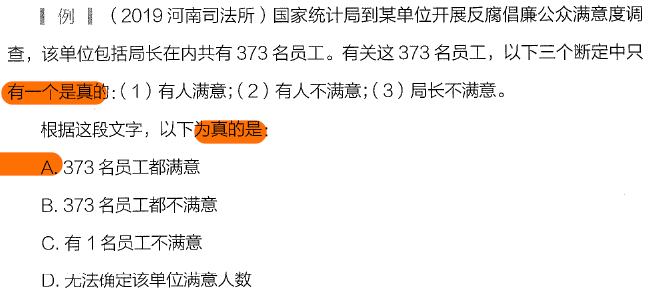 【例】（2019 河南司法所）国家统计局到某单位开展反腐倡廉公众满意度调
查，该单位包括局长在内共有 373 名员工。有关这 373 名员工，以下三个断定中只
有一个是真的：（1）有人满意；（2）有人不满意；（3）局长不满意。
根据这段文字，以下为真的是：
A. 373 名员工都满意
B. 373 名员工都不满意
C. 有 1 名员工不满意
D. 无法确定该单位满意人数